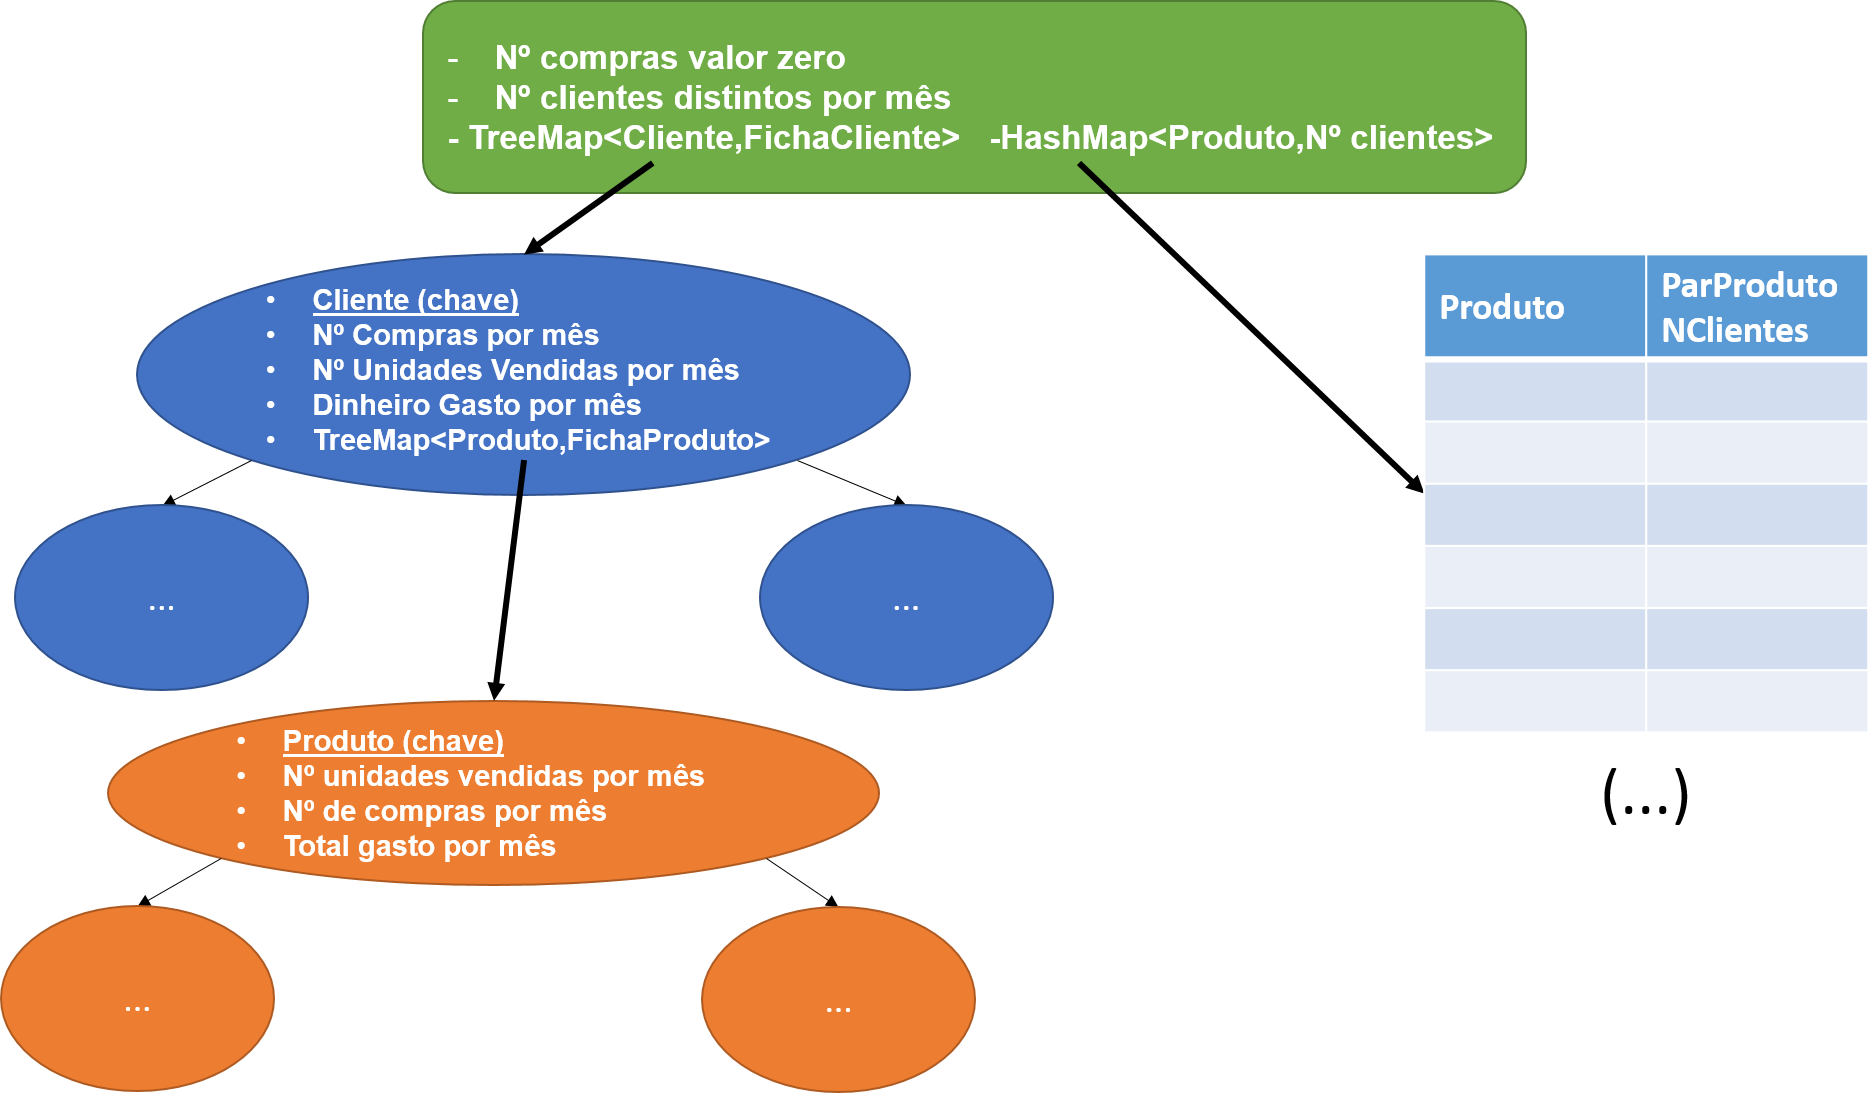 - Nº compras valor zero
- Nº clientes distintos por mês
- TreeMap<Cliente,FichaCliente> -HashMap<Produto,Nº clientes>
• Cliente (chave)
• Nº Compras por mês
• Nº Unidades Vendidas por mês
• Dinheiro Gasto por mês
• TreeMap<Produto,FichaProduto>
...
...
• Produto (chave)
• Nº unidades vendidas por mês
• Nº de compras por mês
• Total gasto por mês
...
...
Produto
ParProduto
NClientes
(...)